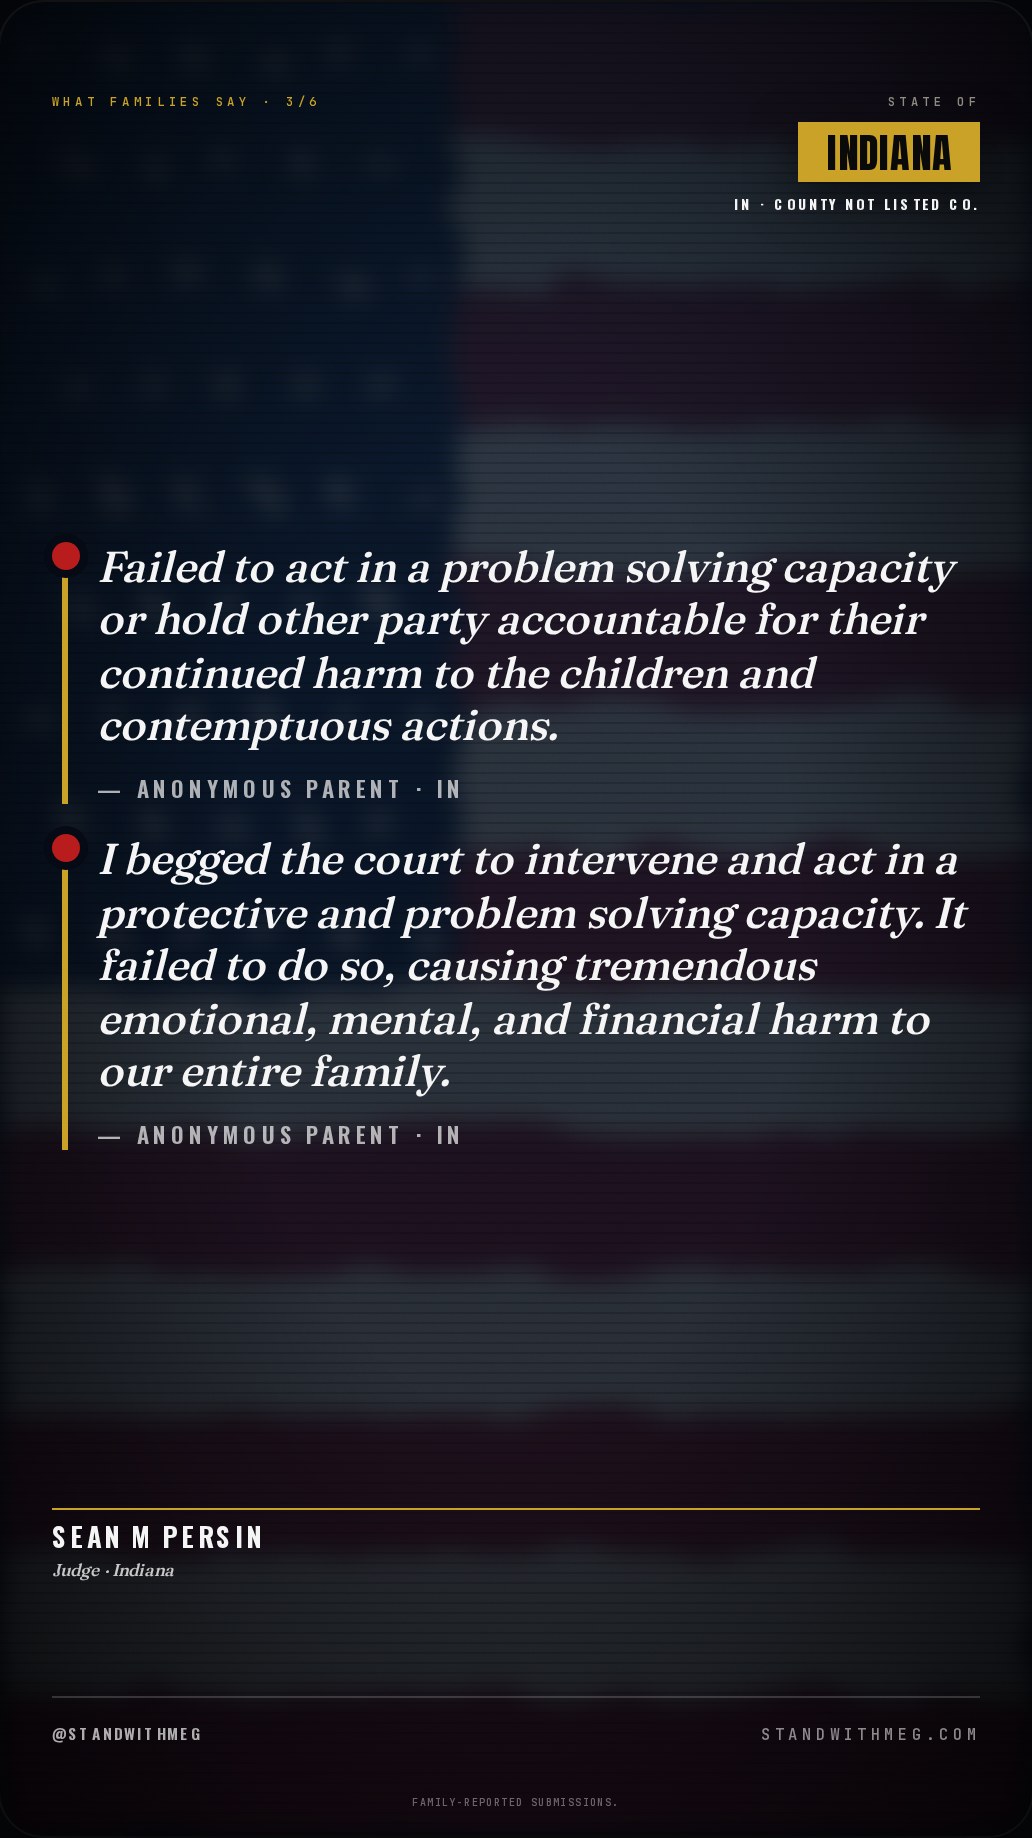 WHAT FAMILIES SAY · 3/6
STATE OF
INDIANA
IN · COUNTY NOT LISTED CO.
Failed to act in a problem solving capacity
or hold other party accountable for their
continued harm to the children and
contemptuous actions.
— ANONYMOUS PARENT · IN
I begged the court to intervene and act in a
protective and problem solving capacity. It
failed to do so, causing tremendous
emotional, mental, and financial harm to
our entire family.
— ANONYMOUS PARENT · IN
SEAN M PERSIN
Judge · Indiana
@STANDWITHMEG
STANDWITHMEG.COM
FAMILY-REPORTED SUBMISSIONS.